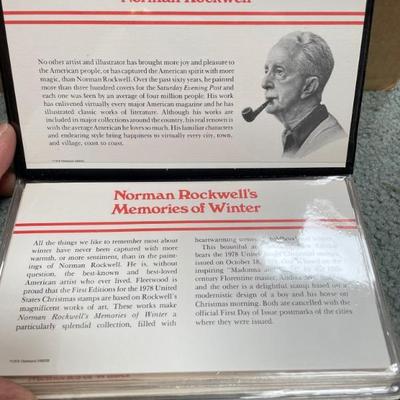 Norman Rockwell
No other artist and illustrator has brought more joy and pleasure to
the American people, or has captured the American spirit with more
magic, than Norman Rockwell. Over the past sixty years, he painted
more than three hundred covers for the Saturday Evening Post and
each one was seen by an average of four million people. His work
has enlivened virtually every major American magazine and he has
illustrated classic works of literature. Although his works are
included in major collections around the country, his real renown is
with the average American he loves so much. His familiar characters
and endearing style bring happiness to virtually every city, town,
and village, coast to coast.
Norman Rockwell's
Memories of Winter
All the things we like to remember most about
winter have never been captured with more
warmth, or more sentiment, than in the paint-
ings of Norman Rockwell. He is, without
question, the best-known and best-loved
American artist who ever lived. Fleetwood is
proud that the First Editions for the 1978 United
States Christmas stamps are based on Rockwell's
magnificent works of art. These works make
Norman Rockwell's Memories of Winter a
particularly splendid collection, filled with
heartwarming
This beautiful
bears the 1978 United
issued on October 18,
inspiring "Madonna
century Florentine master, Andrea
and the other is a delightful stamp based on a
modernistic design of a boy and his horse on
Christmas morning. Both are cancelled with the
official First Day of Issue postmarks of the cities
where they were issued.